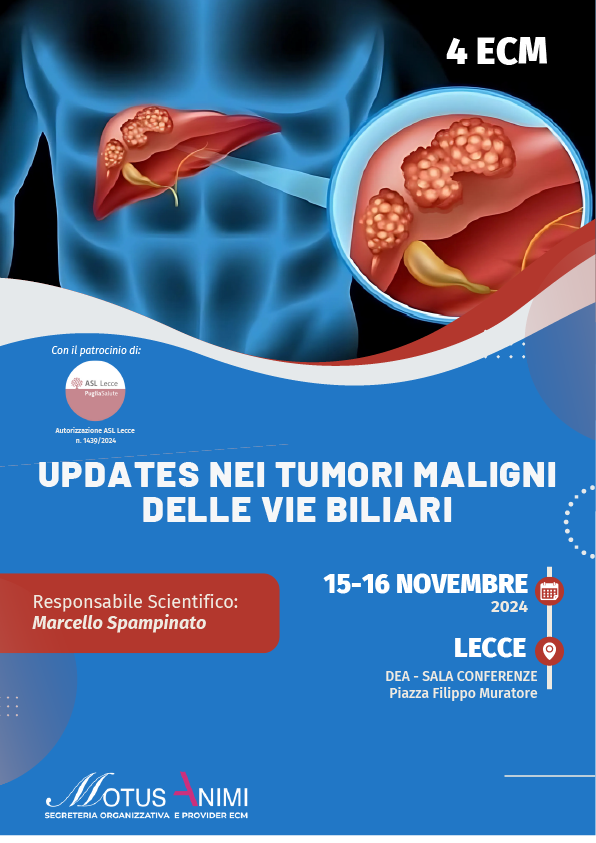 4 ECM
Con il patrocinio di:
ASL Lecce
PugliaSalute
Autorizzazione ASL Lecce
n. 1439/2024
UPDATES NEI TUMORI MALIGNI
DELLE VIE BILIARI
Responsabile Scientifico:
Marcello Spampinato
15-16 NOVEMBRE
2024
LECCE
DEA - SALA CONFERENZE
Piazza Filippo Muratore
MOTUS ANIMI
SEGRETERIA ORGANIZZATIVA E PROVIDER ECM